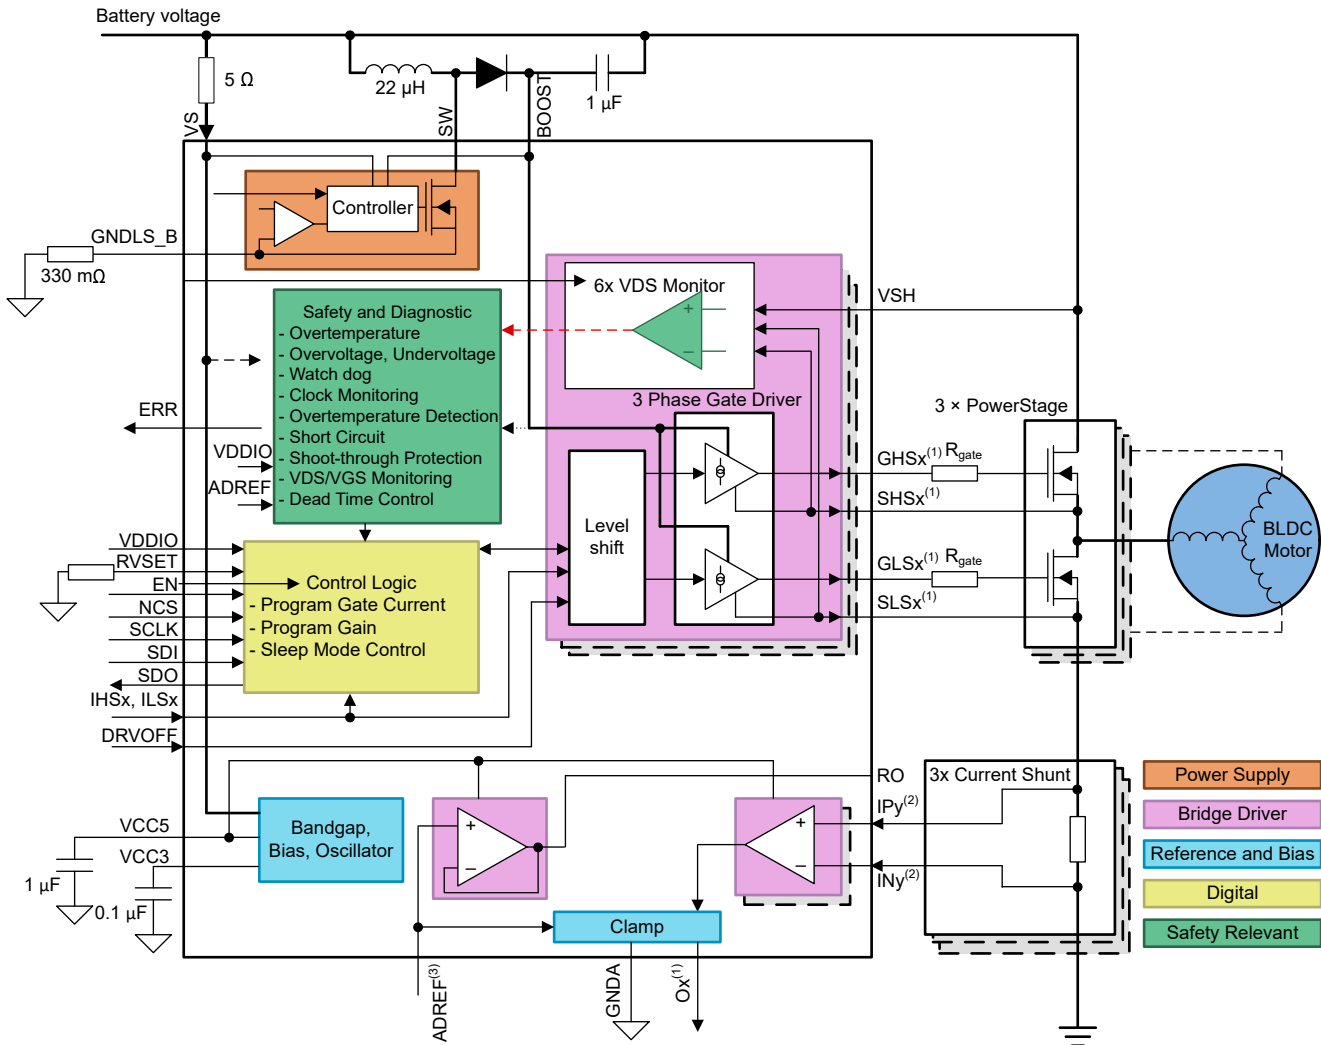 Battery voltage
5 Ω
22 µH
1 µF
VS
SW
BOOST
Controller
GNDLS_B
330 mΩ
6x VDS Monitor
+
−
VSH
Safety and Diagnostic
- Overtemperature
- Overvoltage, Undervoltage
- Watch dog
- Clock Monitoring
- Overtemperature Detection
- Short Circuit
- Shoot-through Protection
- VDS/VGS Monitoring
- Dead Time Control
ERR
VDDIO
ADREF
3 Phase Gate Driver
Level
shift
3 × PowerStage
GHSx(1)
Rgate
SHSx(1)
GLSx(1)
Rgate
SLSx(1)
BLDC
Motor
VDDIO
RVSET
EN
NCS
SCLK
SDI
SDO
IHSx, ILSx
DRVOFF
Control Logic
- Program Gate Current
- Program Gain
- Sleep Mode Control
RO
IPy(2)
INy(2)
3x Current Shunt
VCC5
VCC3
1 µF
0.1 µF
Bandgap,
Bias, Oscillator
+
−
+
−
Clamp
ADREF(3)
GNDA
Ox(1)
Power Supply
Bridge Driver
Reference and Bias
Digital
Safety Relevant